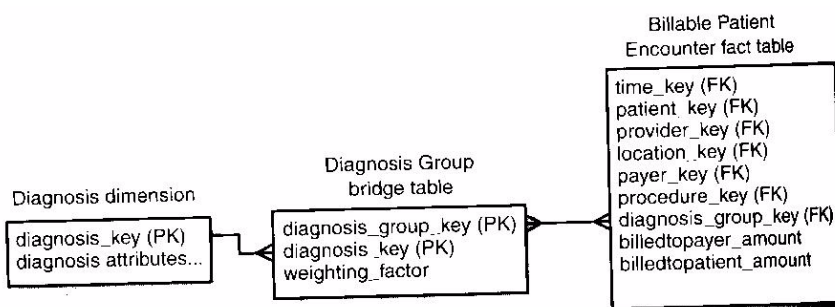 Billable Patient
Encounter fact table
time_key (FK)
patient_key (FK)
provider_key (FK)
location_key (FK)
payer_key (FK)
procedure_key (FK)
diagnosis_group_key (FK)
billedtopayer_amount
billedtopatient_amount
Diagnosis Group
bridge table
diagnosis_group_key (PK)
diagnosis_key (PK)
weighting_factor
Diagnosis dimension
diagnosis_key (PK)
diagnosis attributes...